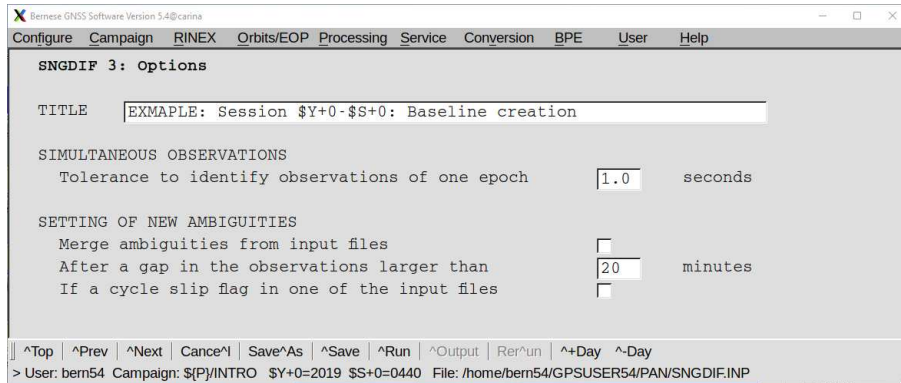 Bernese GNSS Software Version 5.4@carina
Configure Campaign RINEX Orbits/EOP Processing Service Conversion BPE User Help
SNGDIF 3: Options
TITLE EXMAPLE: Session $Y+0-$S+0: Baseline creation
SIMULTANEOUS OBSERVATIONS
Tolerance to identify observations of one epoch 1.0 seconds
SETTING OF NEW AMBIGUITIES
Merge ambiguities from input files
After a gap in the observations larger than 20 minutes
If a cycle slip flag in one of the input files
^Top | ^Prev | ^Next | Cance^l | Save^As | ^Save | ^Run | ^Output | Rer^un | ^+Day ^-Day
> User: bern54 Campaign: ${P}/INTRO $Y+0=2019 $S+0=0440 File: /home/bern54/GPSUSER54/PAN/SNGDIF.INP